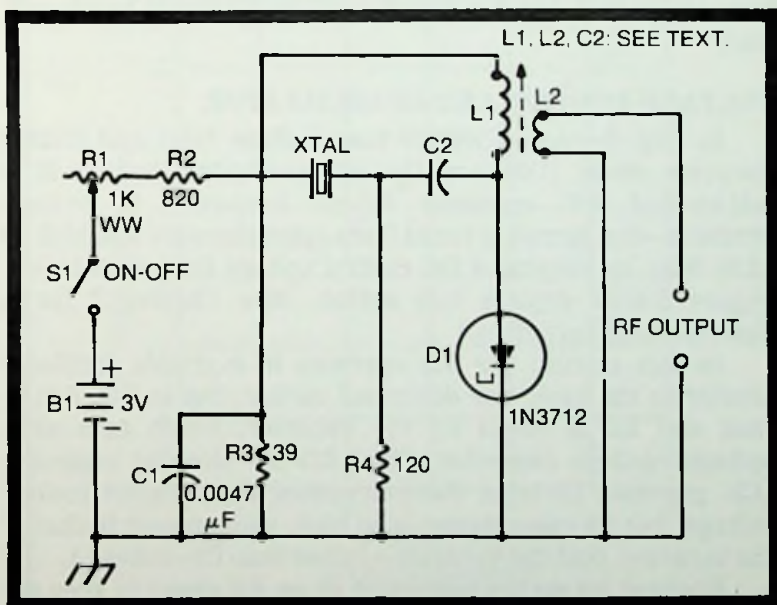 L1, L2, C2: SEE TEXT.
L1
L2
XTAL
C2
R1
R2
1K
820
WW
S1
ON-OFF
D1
RF OUTPUT
+
B1
3V
-
1N3712
R3
39
R4
120
C1
0.0047
μF